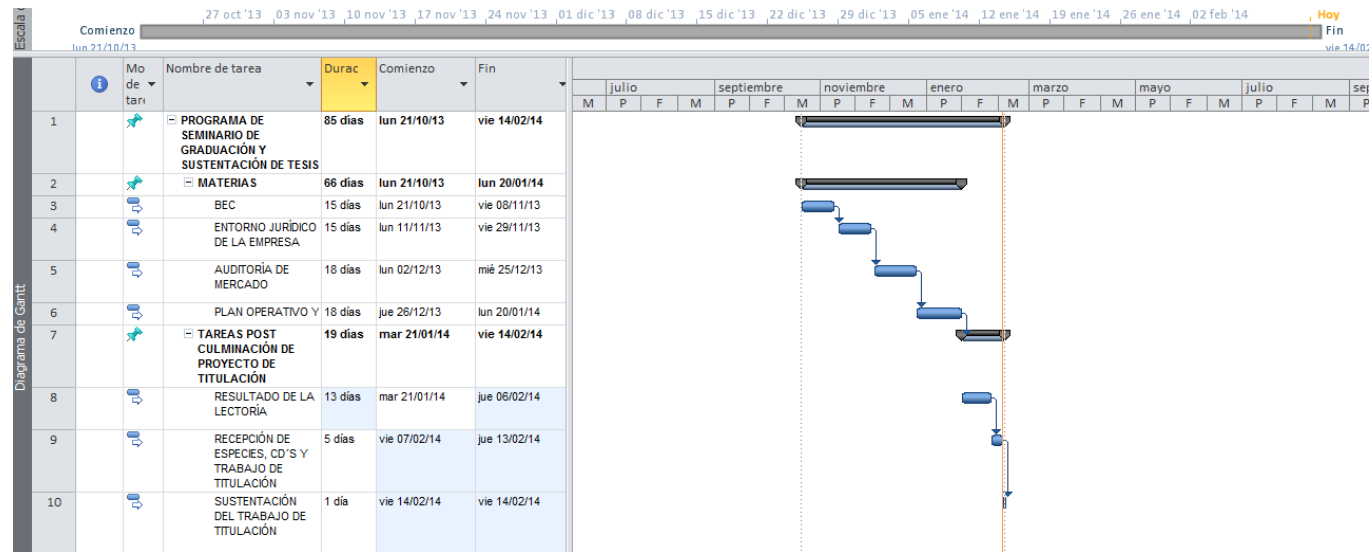 27 oct '13 03 nov '13 10 nov '13 17 nov '13 24 nov '13 01 dic '13 08 dic '13 15 dic '13 22 dic '13 29 dic '13 05 ene '14 12 ene '14 19 ene '14 26 ene '14 02 feb '14 Hoy
Escala
Comienzo
Fin
lun 21/10/13
vie 14/02
Mo
de
tare
Nombre de tarea
Durac
Comienzo
Fin
julio septiembre noviembre enero marzo mayo julio sep
M P F M P F M P F M P F M P F M P F M P F M P
Diagrama de Gantt
1 PROGRAMA DE 85 días lun 21/10/13 vie 14/02/14
SEMINARIO DE
GRADUACIÓN Y
SUSTENTACIÓN DE TESIS
2 MATERIAS 66 días lun 21/10/13 lun 20/01/14
3 BEC 15 días lun 21/10/13 vie 08/11/13
4 ENTORNO JURÍDICO 15 días lun 11/11/13 vie 29/11/13
DE LA EMPRESA
5 AUDITORÍA DE 18 días lun 02/12/13 mié 25/12/13
MERCADO
6 PLAN OPERATIVO Y 18 días jue 26/12/13 lun 20/01/14
7 TAREAS POST 19 días mar 21/01/14 vie 14/02/14
CULMINACIÓN DE
PROYECTO DE
TITULACIÓN
8 RESULTADO DE LA 13 días mar 21/01/14 jue 06/02/14
LECTORÍA
9 RECEPCIÓN DE 5 días vie 07/02/14 jue 13/02/14
ESPECIES, CD´S Y
TRABAJO DE
TITULACIÓN
10 SUSTENTACIÓN 1 día vie 14/02/14 vie 14/02/14
DEL TRABAJO DE
TITULACIÓN